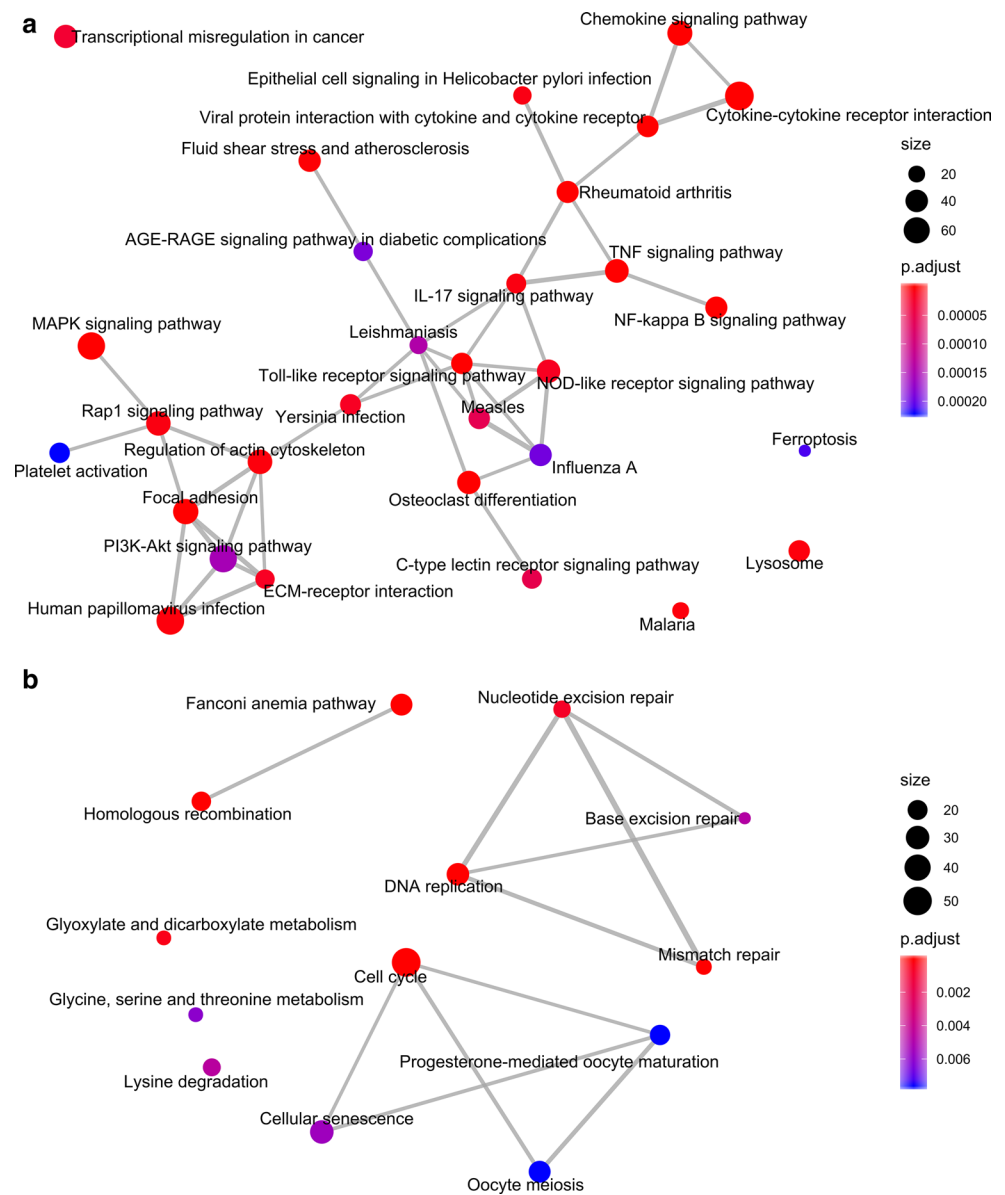 a
Transcriptional misregulation in cancer
Chemokine signaling pathway
Epithelial cell signaling in Helicobacter pylori infection
Viral protein interaction with cytokine and cytokine receptor
Cytokine-cytokine receptor interaction
Fluid shear stress and atherosclerosis
Rheumatoid arthritis
AGE-RAGE signaling pathway in diabetic complications
TNF signaling pathway
IL-17 signaling pathway
NF-kappa B signaling pathway
MAPK signaling pathway
Leishmaniasis
Toll-like receptor signaling pathway
NOD-like receptor signaling pathway
Rap1 signaling pathway
Yersinia infection
Measles
Regulation of actin cytoskeleton
Platelet activation
Influenza A
Ferroptosis
Focal adhesion
Osteoclast differentiation
PI3K-Akt signaling pathway
C-type lectin receptor signaling pathway
Lysosome
ECM-receptor interaction
Human papillomavirus infection
Malaria
size
20
40
60
p.adjust
0.00005
0.00010
0.00015
0.00020
b
Fanconi anemia pathway
Nucleotide excision repair
Homologous recombination
Base excision repair
DNA replication
Glyoxylate and dicarboxylate metabolism
Mismatch repair
Cell cycle
Glycine, serine and threonine metabolism
Progesterone-mediated oocyte maturation
Lysine degradation
Cellular senescence
Oocyte meiosis
size
20
30
40
50
p.adjust
0.002
0.004
0.006